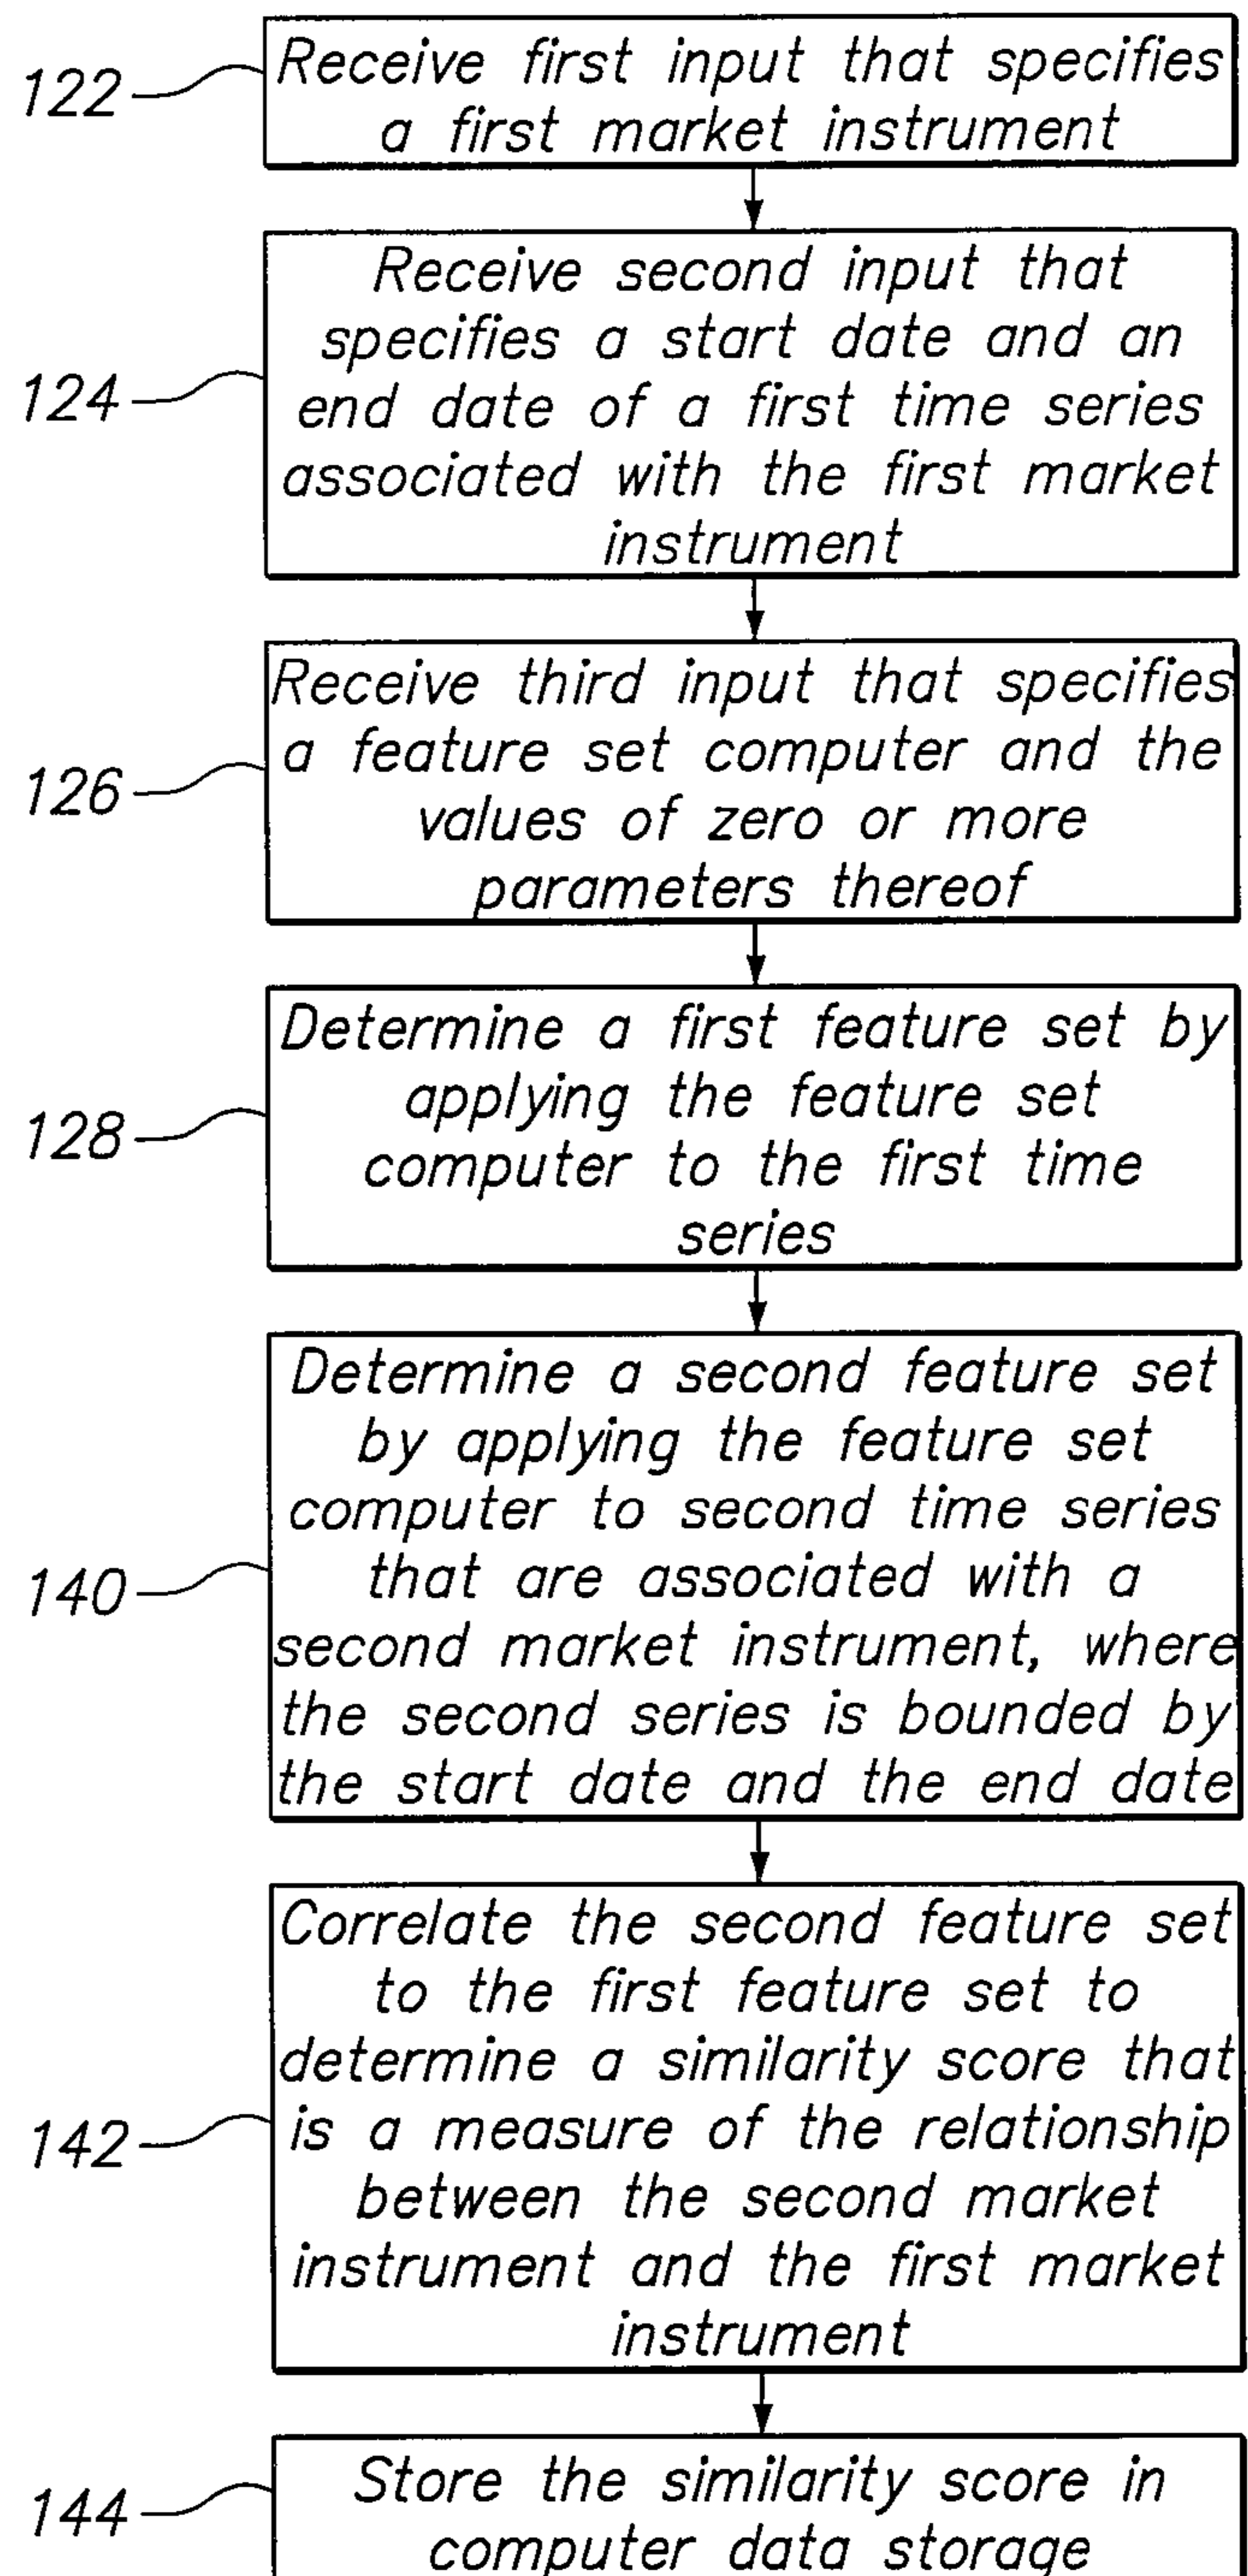 122
Receive first input that specifies
a first market instrument
124
Receive second input that
specifies a start date and an
end date of a first time series
associated with the first market
instrument
126
Receive third input that specifies
a feature set computer and the
values of zero or more
parameters thereof
128
Determine a first feature set by
applying the feature set
computer to the first time
series
140
Determine a second feature set
by applying the feature set
computer to second time series
that are associated with a
second market instrument, where
the second series is bounded by
the start date and the end date
142
Correlate the second feature set
to the first feature set to
determine a similarity score that
is a measure of the relationship
between the second market
instrument and the first market
instrument
144
Store the similarity score in
computer data storage